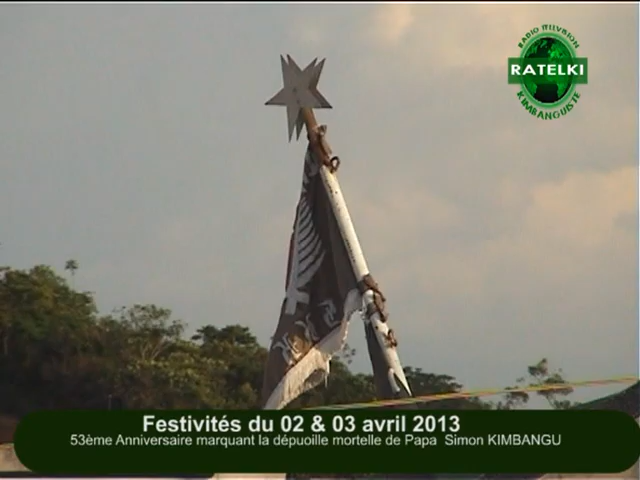 RADIO TELEVISION
RATELKI
KIMBANGUISTE
Festivités du 02 & 03 avril 2013
53ème Anniversaire marquant la dépouille mortelle de Papa Simon KIMBANGU